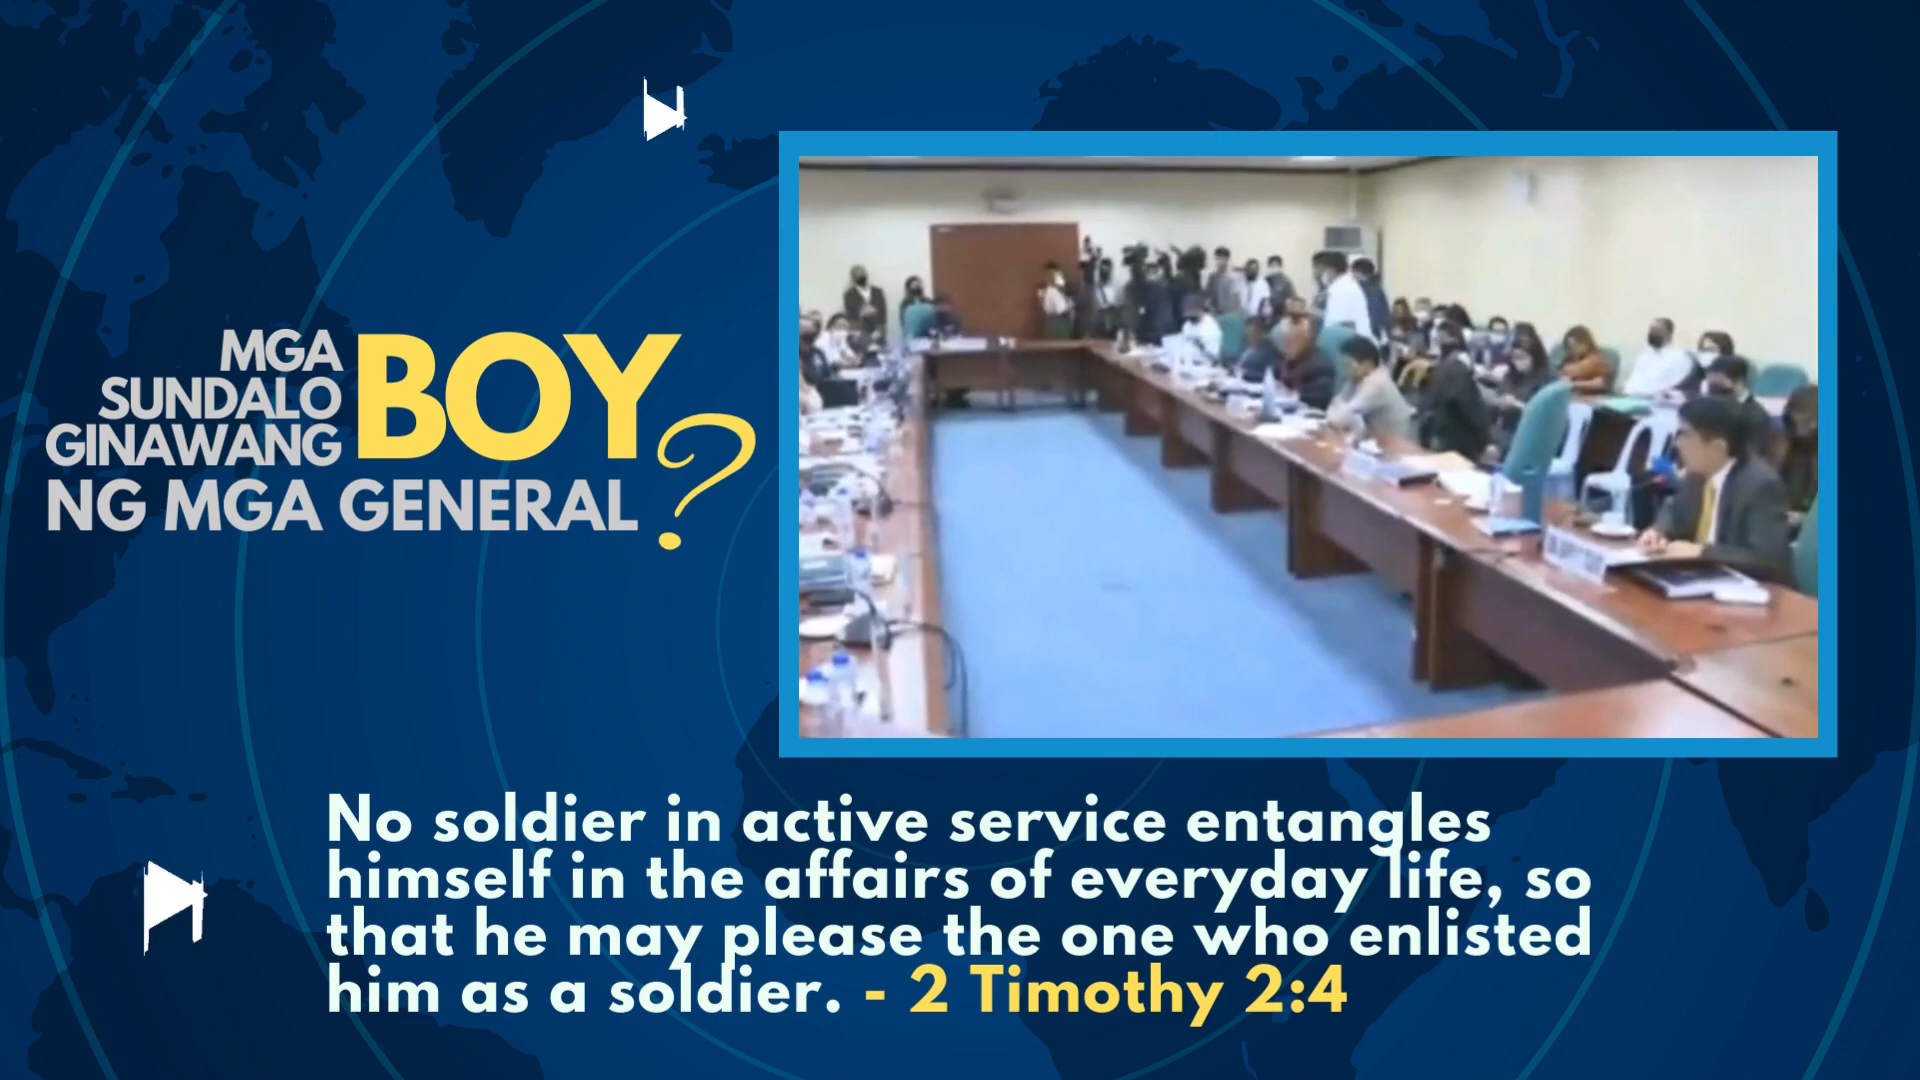 MGA
SUNDALO
GINAWANG
BOY
NG MGA GENERAL?
No soldier in active service entangles
himself in the affairs of everyday life, so
that he may please the one who enlisted
him as a soldier. - 2 Timothy 2:4